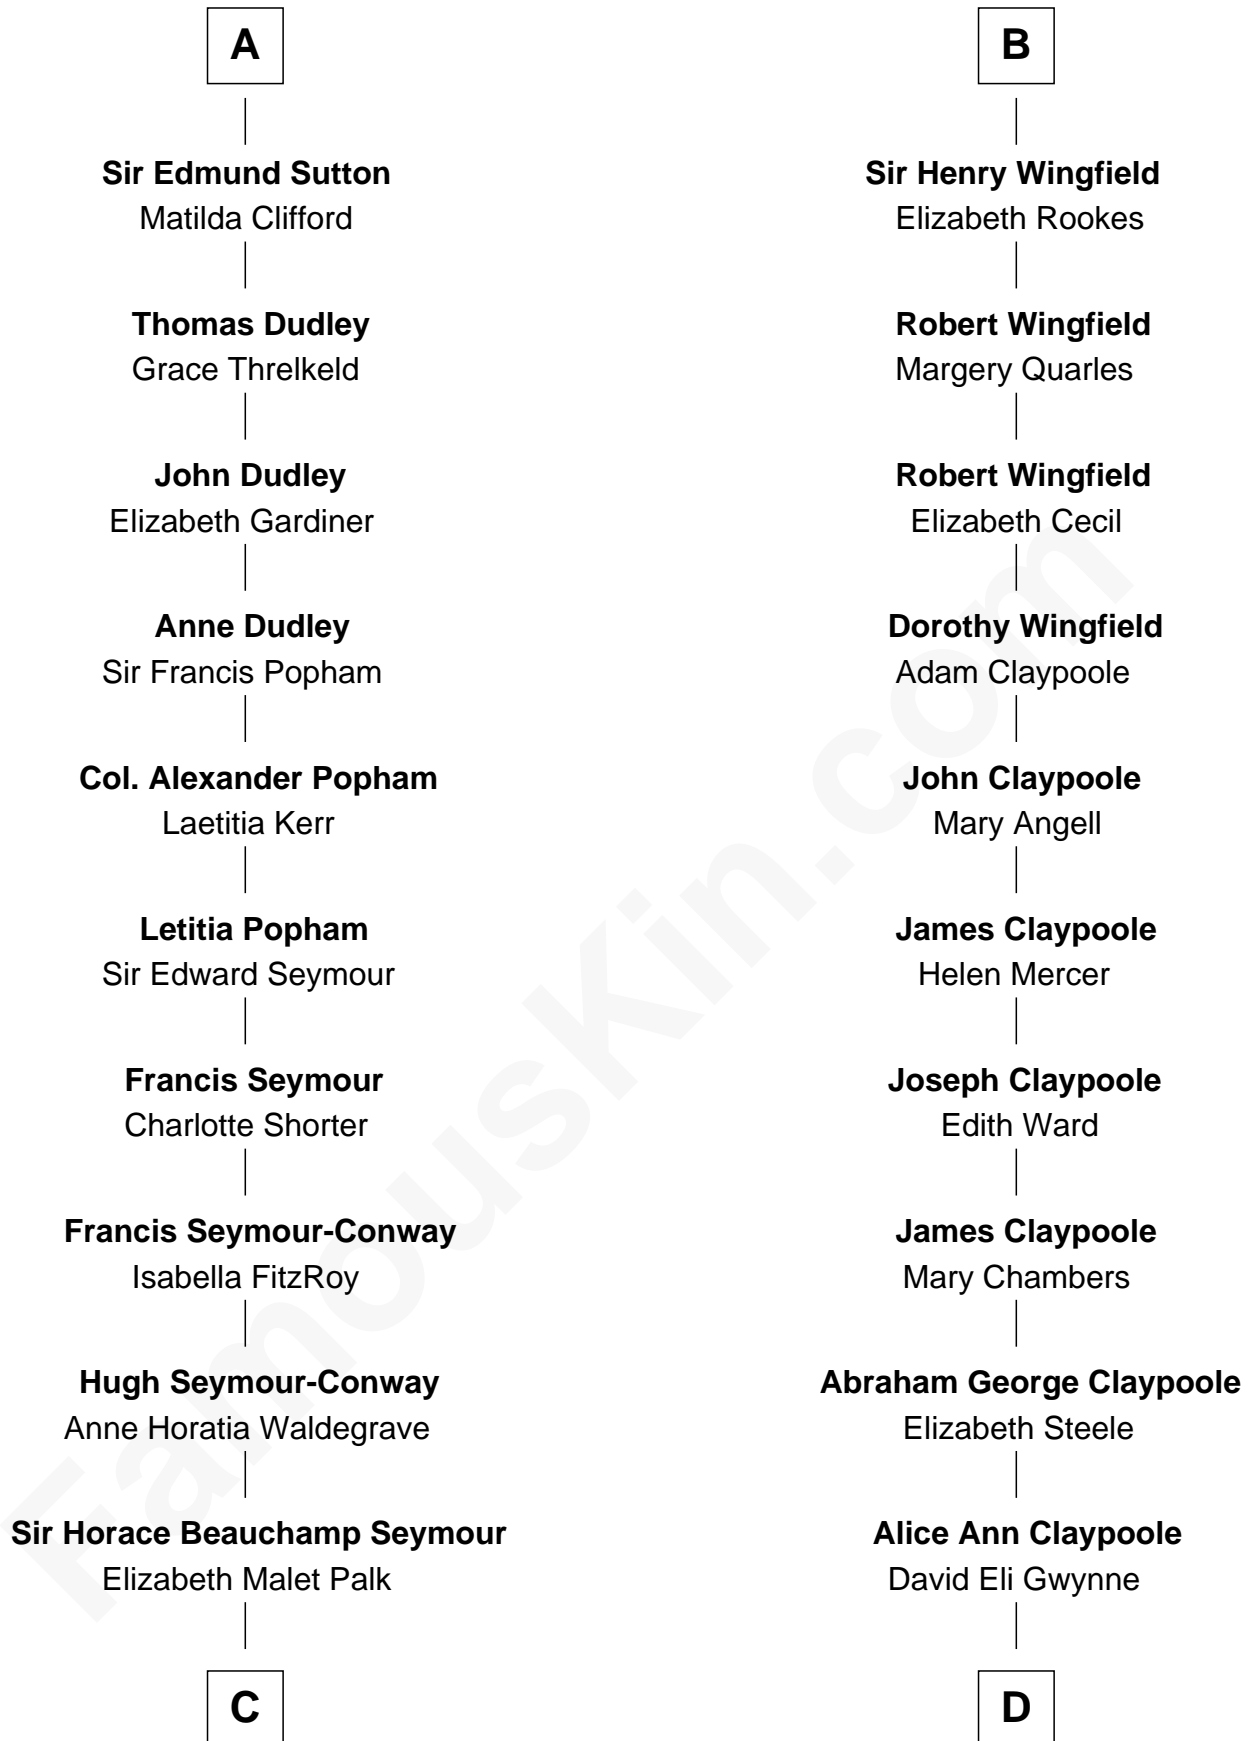 A
Sir Edmund Sutton
Matilda Clifford
Thomas Dudley
Grace Threlkeld
John Dudley
Elizabeth Gardiner
Anne Dudley
Sir Francis Popham
Col. Alexander Popham
Laetitia Kerr
Letitia Popham
Sir Edward Seymour
Francis Seymour
Charlotte Shorter
Francis Seymour-Conway
Isabella FitzRoy
Hugh Seymour-Conway
Anne Horatia Waldegrave
Sir Horace Beauchamp Seymour
Elizabeth Malet Palk
C
B
Sir Henry Wingfield
Elizabeth Rookes
Robert Wingfield
Margery Quarles
Robert Wingfield
Elizabeth Cecil
Dorothy Wingfield
Adam Claypoole
John Claypoole
Mary Angell
James Claypoole
Helen Mercer
Joseph Claypoole
Edith Ward
James Claypoole
Mary Chambers
Abraham George Claypoole
Elizabeth Steele
Alice Ann Claypoole
David Eli Gwynne
D
FamousKin.com